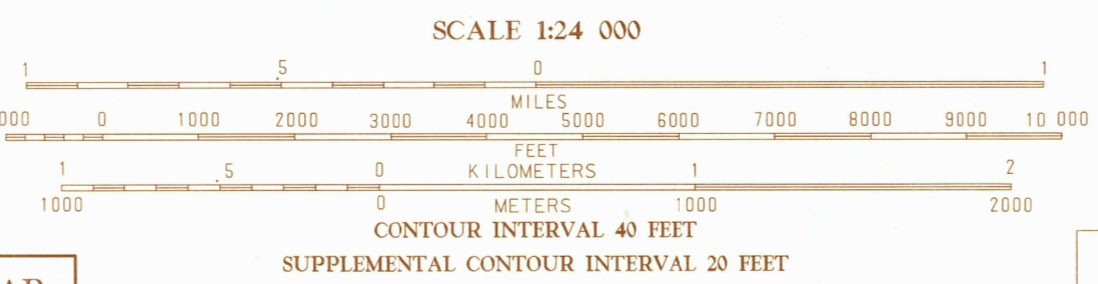 SCALE 1:24 000
1 .5 0 1
MILES
000 0 1000 2000 3000 4000 5000 6000 7000 8000 9000 10 000
FEET
1 .5 0 KILOMETERS 1 2
1000 0 METERS 1000 2000
CONTOUR INTERVAL 40 FEET
SUPPLEMENTAL CONTOUR INTERVAL 20 FEET